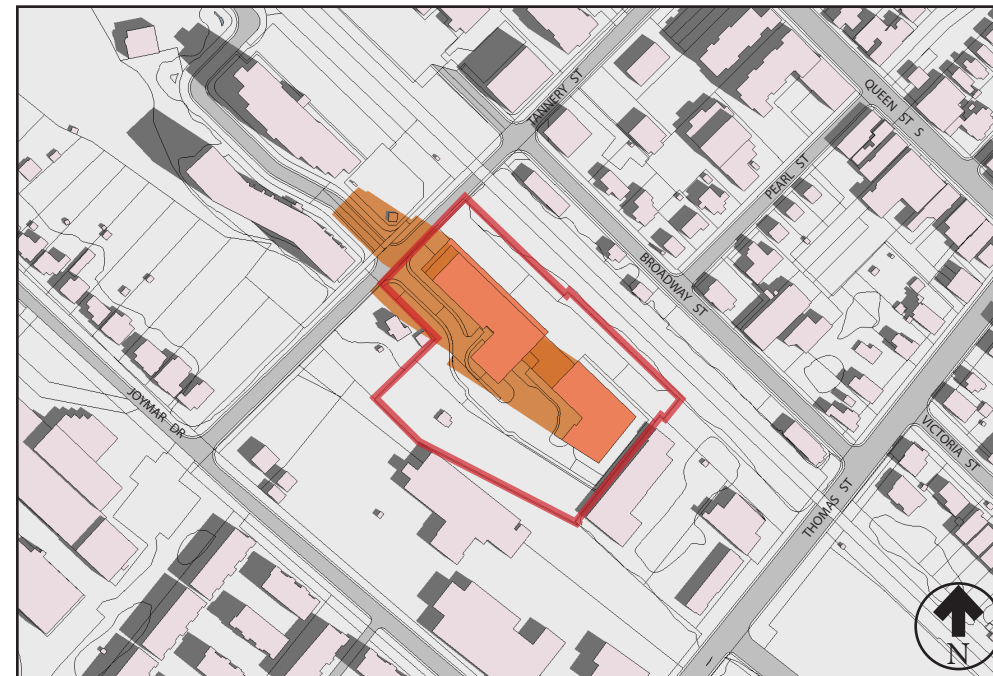 TANNERY ST
QUEEN ST S
PEARL ST
BROADWAY ST
JOYMAR DR
VICTORIA ST
THOMAS ST
N